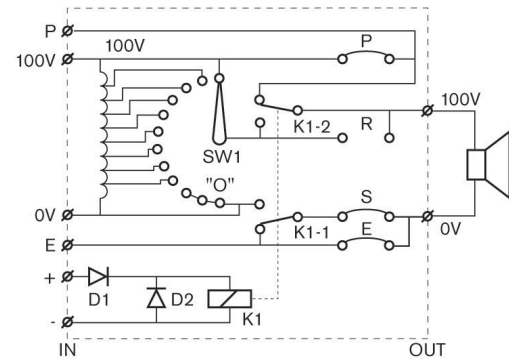 P
100V
100V
P
100V
K1-2
R
SW1
"O"
0V
S
K1-1
E
0V
E
+
D1
D2
K1
-
IN
OUT